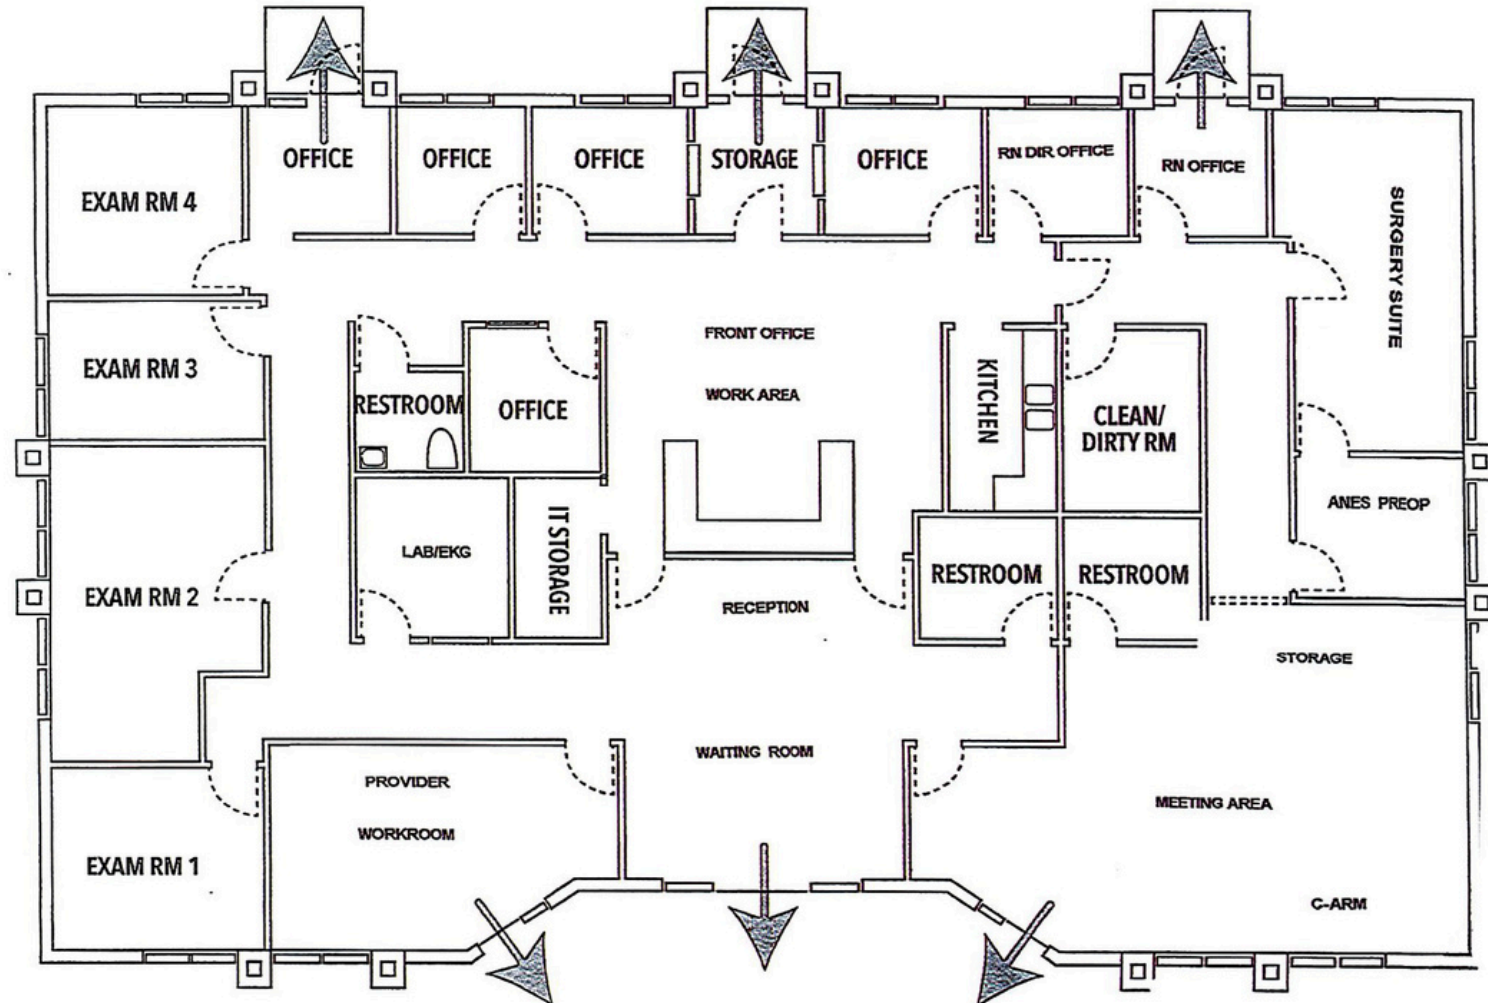 OFFICE
OFFICE
OFFICE
STORAGE
OFFICE
RN DIR OFFICE
RN OFFICE
EXAM RM 4
SURGERY SUITE
EXAM RM 3
RESTROOM
OFFICE
FRONT OFFICE
WORK AREA
KITCHEN
CLEAN/
DIRTY RM
ANES PREOP
EXAM RM 2
LAB/EKG
IT STORAGE
RECEPTION
RESTROOM
RESTROOM
STORAGE
WAITING ROOM
PROVIDER
WORKROOM
MEETING AREA
EXAM RM 1
C-ARM